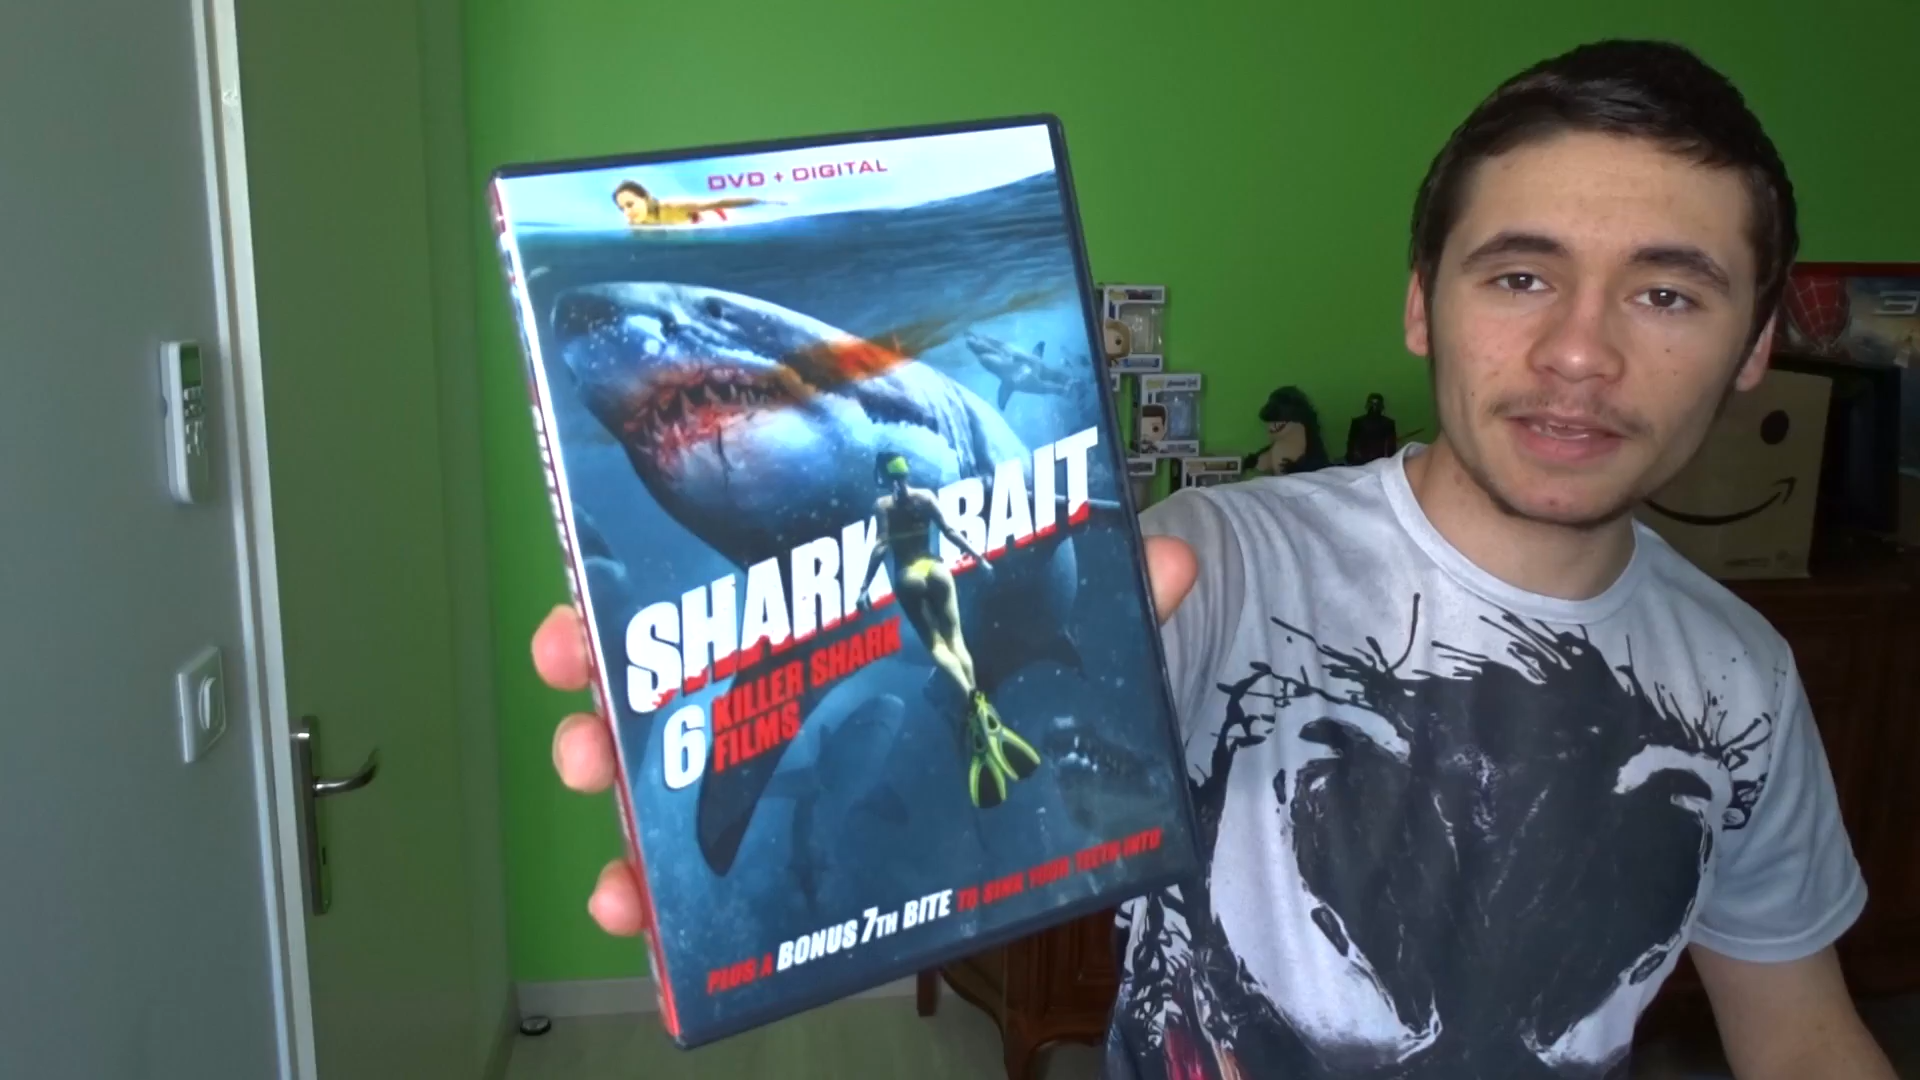 DVD + DIGITAL
SHARK BAIT
6 KILLER SHARK
FILMS
PLUS A BONUS 7TH BITE TO SINK YOUR TEETH INTO